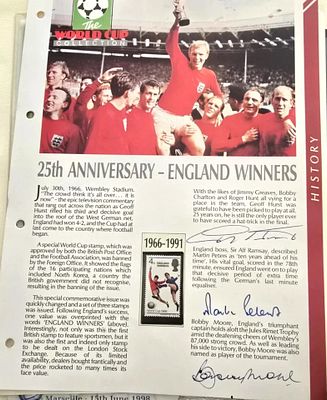 The
WORLD CUP
COLLECTION
25TH ANNIVERSARY – ENGLAND WINNERS
July 30th, 1966, Wembley Stadium.
"The crowd think it's all over... it is
now" - the epic television commentary
that rang out across the nation as Geoff
Hurst rifled his third and decisive goal
into the roof of the West German net.
England became
4-2, and the Cup had at
last come to the country where football
began.
A special World Cup stamp, which was
approved by both the British Post Office
and the Football Association, was banned
by the Foreign Office. It showed the flags
of the 16 participating nations which
included North Korea, a country the
British government did not recognise,
resulting in the banning of the issue.
This special commemorative issue was
quickly changed and a set of three stamps
was issued. Following England's success,
one value was overprinted with the
words 'ENGLAND WINNERS' (above).
Interestingly, not only was this the first
British stamp to feature sportsmen, but it
was also the first and indeed only stamp
to be dealt on the London Stock
Exchange. Because of its limited
availability, dealers bought frantically and
the price rocketed to many times its
face value.
1966-1991
With the likes of Jimmy Greaves, Bobby
Charlton and Roger Hunt all vying for a
place in the team, Geoff Hurst was
grateful to have been picked to play at all.
25 years on, he is still the only player ever
to have scored a hat-trick in the final.
England boss, Sir Alf Ramsay, described
Martin Peters as 'ten years ahead of his
time'. His vital goal, scored in the 78th
minute, ensured England went on to play
that decisive period of extra time
following the German's last minute
equaliser.
Martin Peters
Bobby Moore, England's triumphant
captain holds aloft the Jules Rimet Trophy
amid the deafening cheers of Wembley's
87,000 strong crowd. As well as leading
his side to victory, Bobby Moore was also
named as player of the tournament.
Bobby Moore
HISTORY
Marseille - 15th June 1998